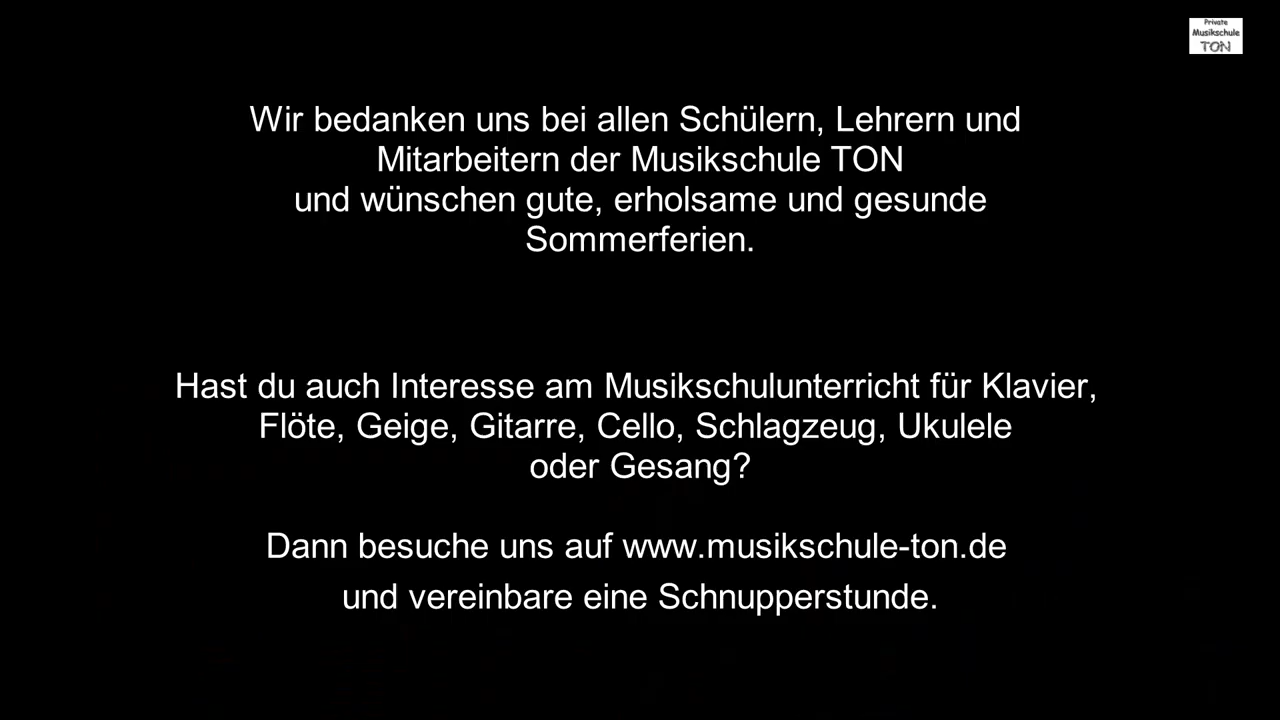 Private
Musikschule
TON
Wir bedanken uns bei allen Schülern, Lehrern und
Mitarbeitern der Musikschule TON
und wünschen gute, erholsame und gesunde
Sommerferien.
Hast du auch Interesse am Musikschulunterricht für Klavier,
Flöte, Geige, Gitarre, Cello, Schlagzeug, Ukulele
oder Gesang?
Dann besuche uns auf www.musikschule-ton.de
und vereinbare eine Schnupperstunde.